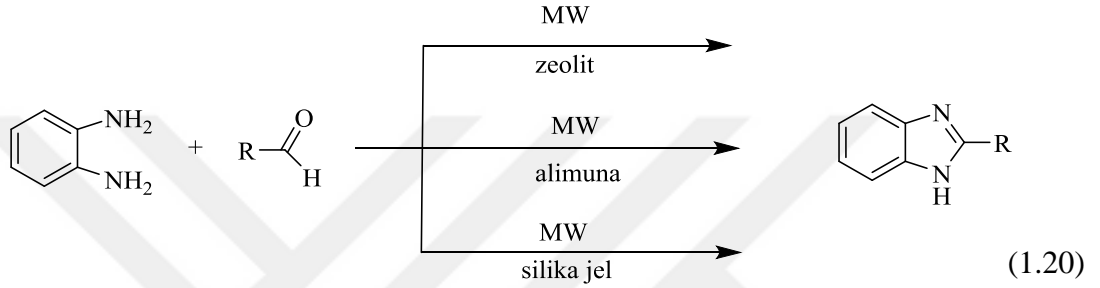 MW
zeolit
NH₂
NH₂
+
R
O
H
MW
alimuna
N
N
H
R
MW
silika jel
(1.20)